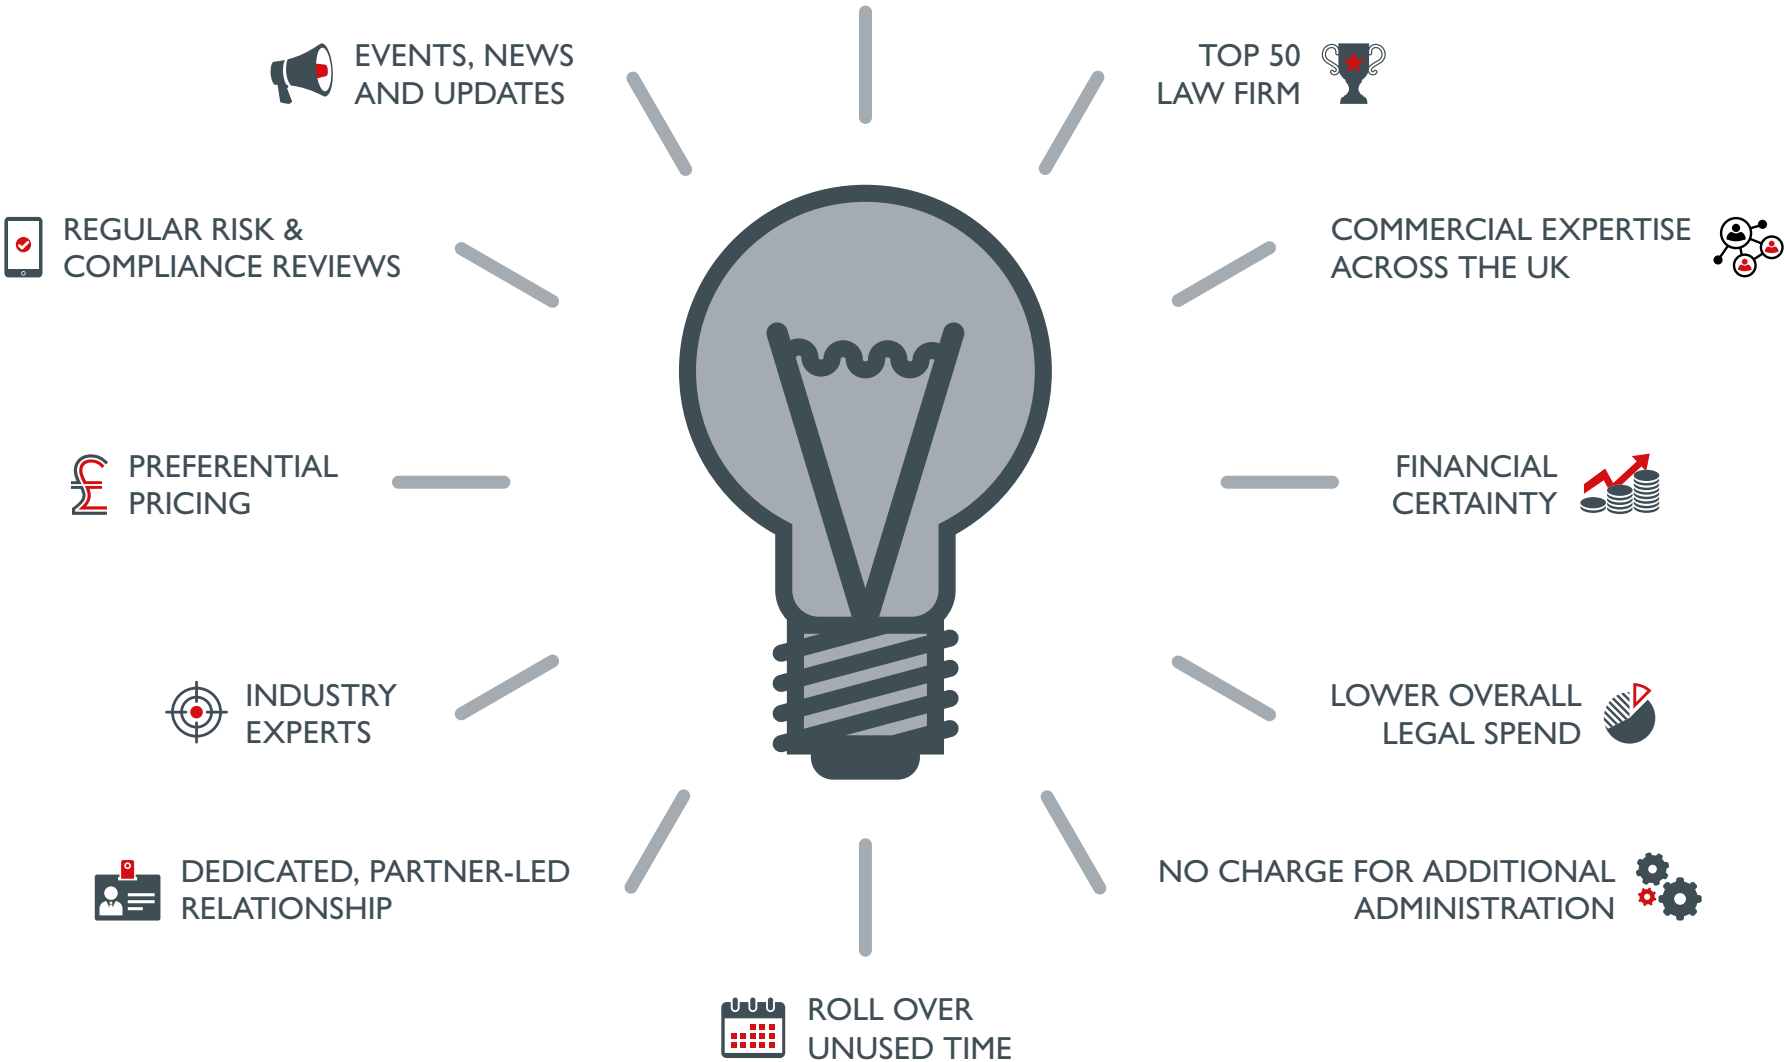 EVENTS, NEWS
AND UPDATES
TOP 50
LAW FIRM
REGULAR RISK &
COMPLIANCE REVIEWS
COMMERCIAL EXPERTISE
ACROSS THE UK
£ PREFERENTIAL
PRICING
FINANCIAL
CERTAINTY
INDUSTRY
EXPERTS
LOWER OVERALL
LEGAL SPEND
DEDICATED, PARTNER-LED
RELATIONSHIP
NO CHARGE FOR ADDITIONAL
ADMINISTRATION
ROLL OVER
UNUSED TIME